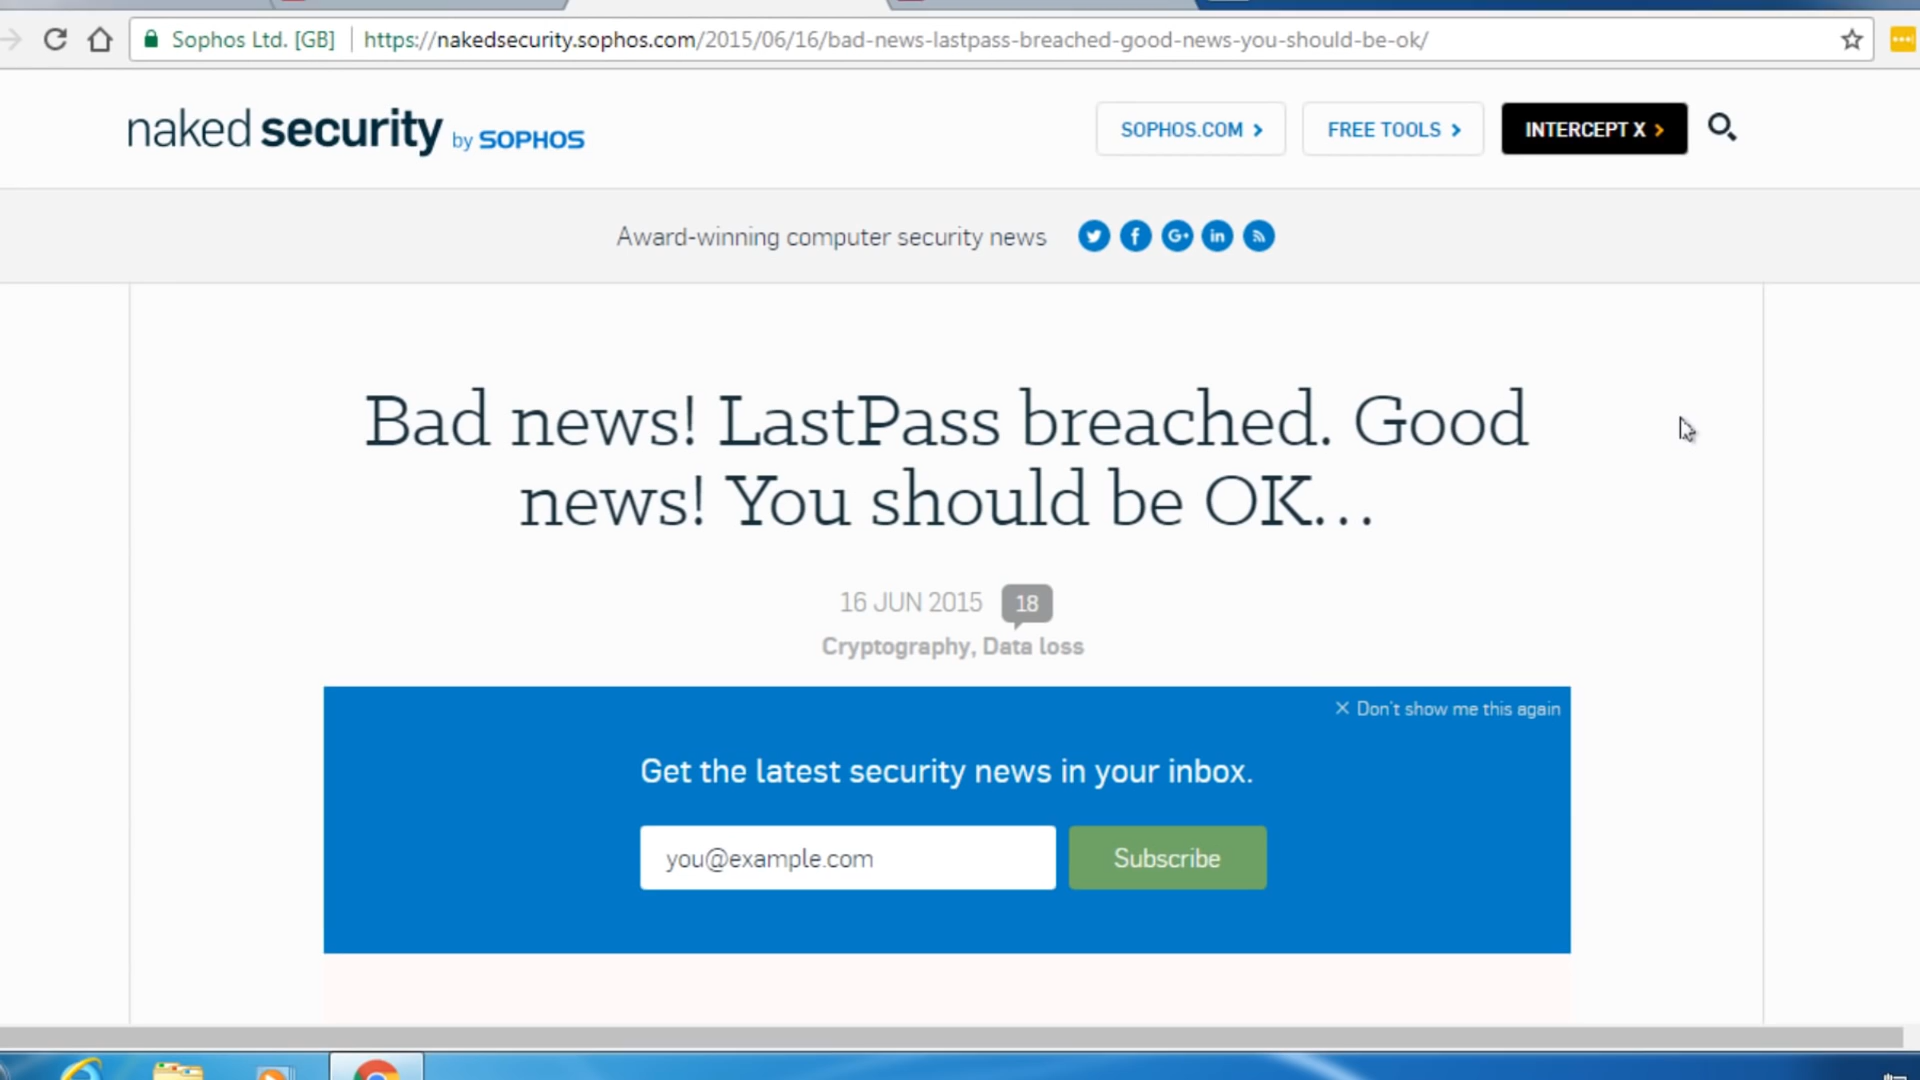 Sophos Ltd. [GB] https://nakedsecurity.sophos.com/2015/06/16/bad-news-lastpass-breached-good-news-you-should-be-ok/
naked security by SOPHOS
SOPHOS.COM
FREE TOOLS
INTERCEPT X
Award-winning computer security news
Bad news! LastPass breached. Good
news! You should be OK...
16 JUN 2015 18
Cryptography, Data loss
Don't show me this again
Get the latest security news in your inbox.
you@example.com
Subscribe